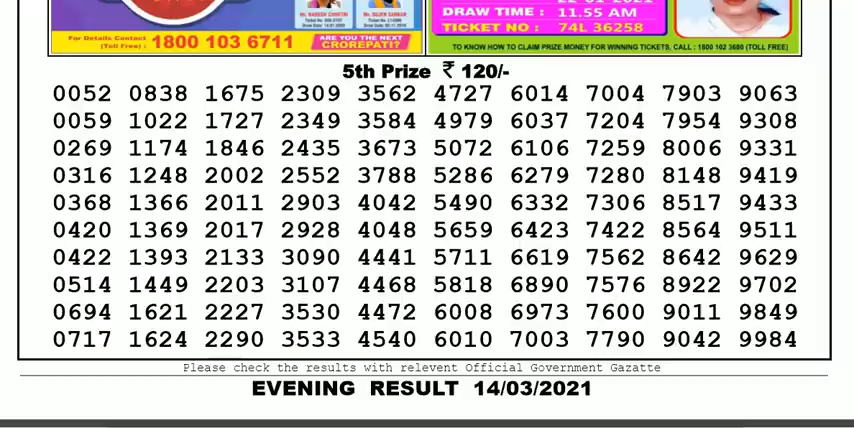 Mr. SUJEN SARKAR
For Details Contact
(Toll Free) : 1800 103 6711
ARE YOU THE NEXT
CROREPATI?
22-01-2021
DRAW TIME : 11.55 AM
TICKET NO : 74L 36258
TO KNOW HOW TO CLAIM PRIZE MONEY FOR WINNING TICKETS, CALL : 1800 102 3680 (TOLL FREE)
5th Prize ₹ 120/-
0052 0838 1675 2309 3562 4727 6014 7004 7903 9063
0059 1022 1727 2349 3584 4979 6037 7204 7954 9308
0269 1174 1846 2435 3673 5072 6106 7259 8006 9331
0316 1248 2002 2552 3788 5286 6279 7280 8148 9419
0368 1366 2011 2903 4042 5490 6332 7306 8517 9433
0420 1369 2017 2928 4048 5659 6423 7422 8564 9511
0422 1393 2133 3090 4441 5711 6619 7562 8642 9629
0514 1449 2203 3107 4468 5818 6890 7576 8922 9702
0694 1621 2227 3530 4472 6008 6973 7600 9011 9849
0717 1624 2290 3533 4540 6010 7003 7790 9042 9984
Please check the results with relevent Official Government Gazatte
EVENING RESULT 14/03/2021